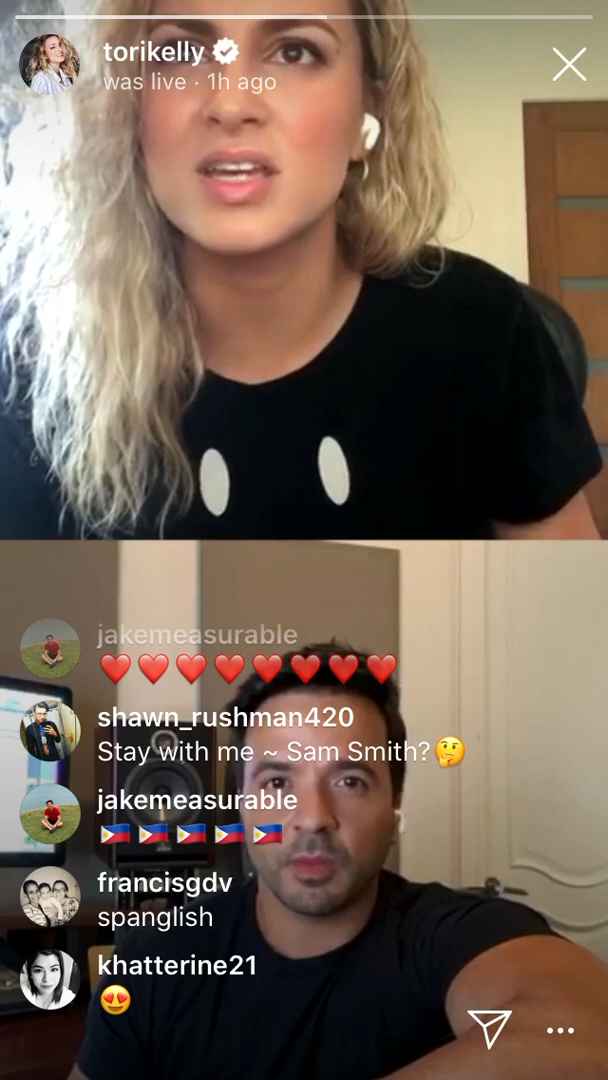 torikelly
was live · 1h ago
jakemeasurable
❤️❤️❤️❤️❤️❤️❤️❤️
shawn_rushman420
Stay with me ~ Sam Smith?🤔
jakemeasurable
🇵🇭🇵🇭🇵🇭🇵🇭🇵🇭
francisgdv
spanglish
khatterine21
😍